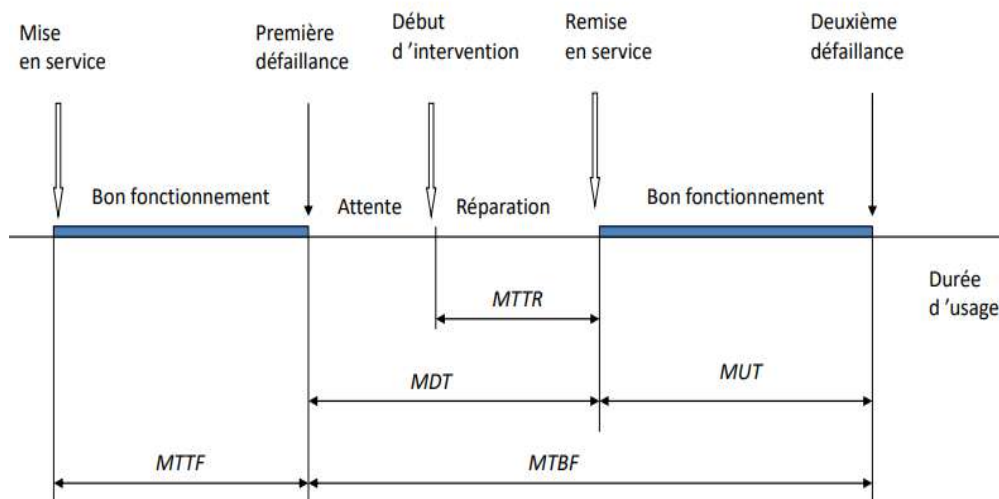 Mise
en service
Première
défaillance
Début
d ’intervention
Remise
en service
Deuxième
défaillance
Bon fonctionnement
Attente
Réparation
Bon fonctionnement
Durée
d ’usage
MTTR
MDT
MUT
MTTF
MTBF